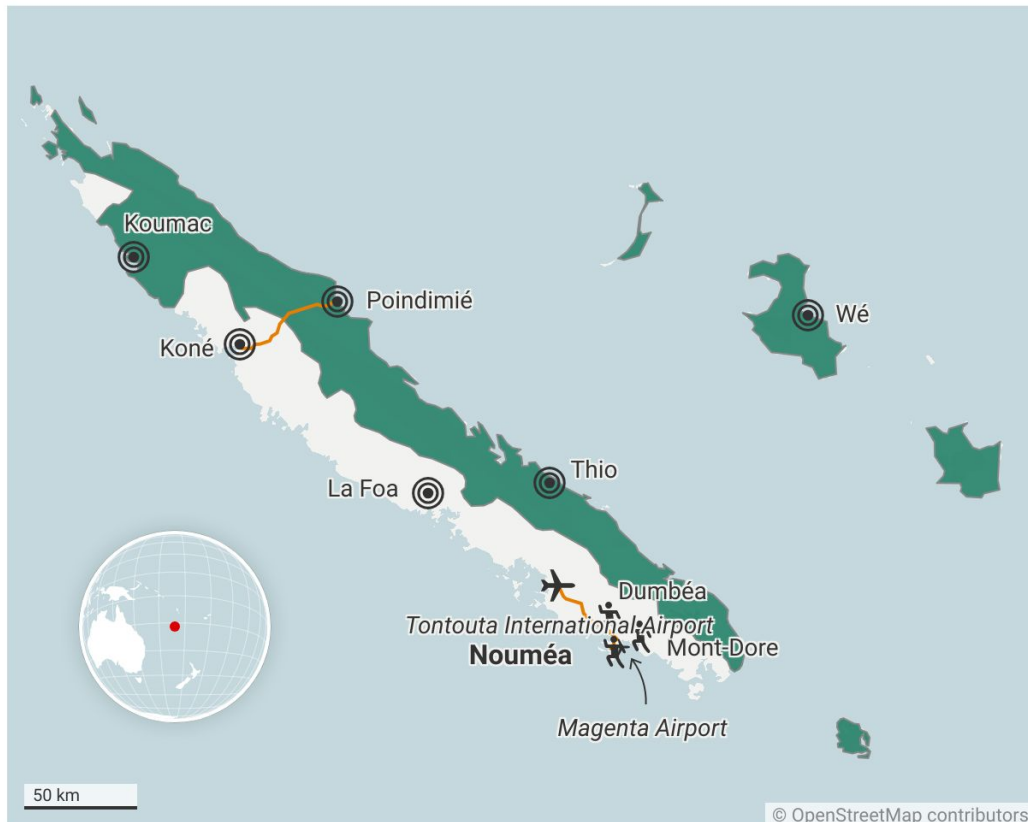 Koumac
Poindimié
Wé
Koné
Thio
La Foa
Dumbéa
Tontouta International Airport
Nouméa
Mont-Dore
Magenta Airport
50 km
© OpenStreetMap contributors